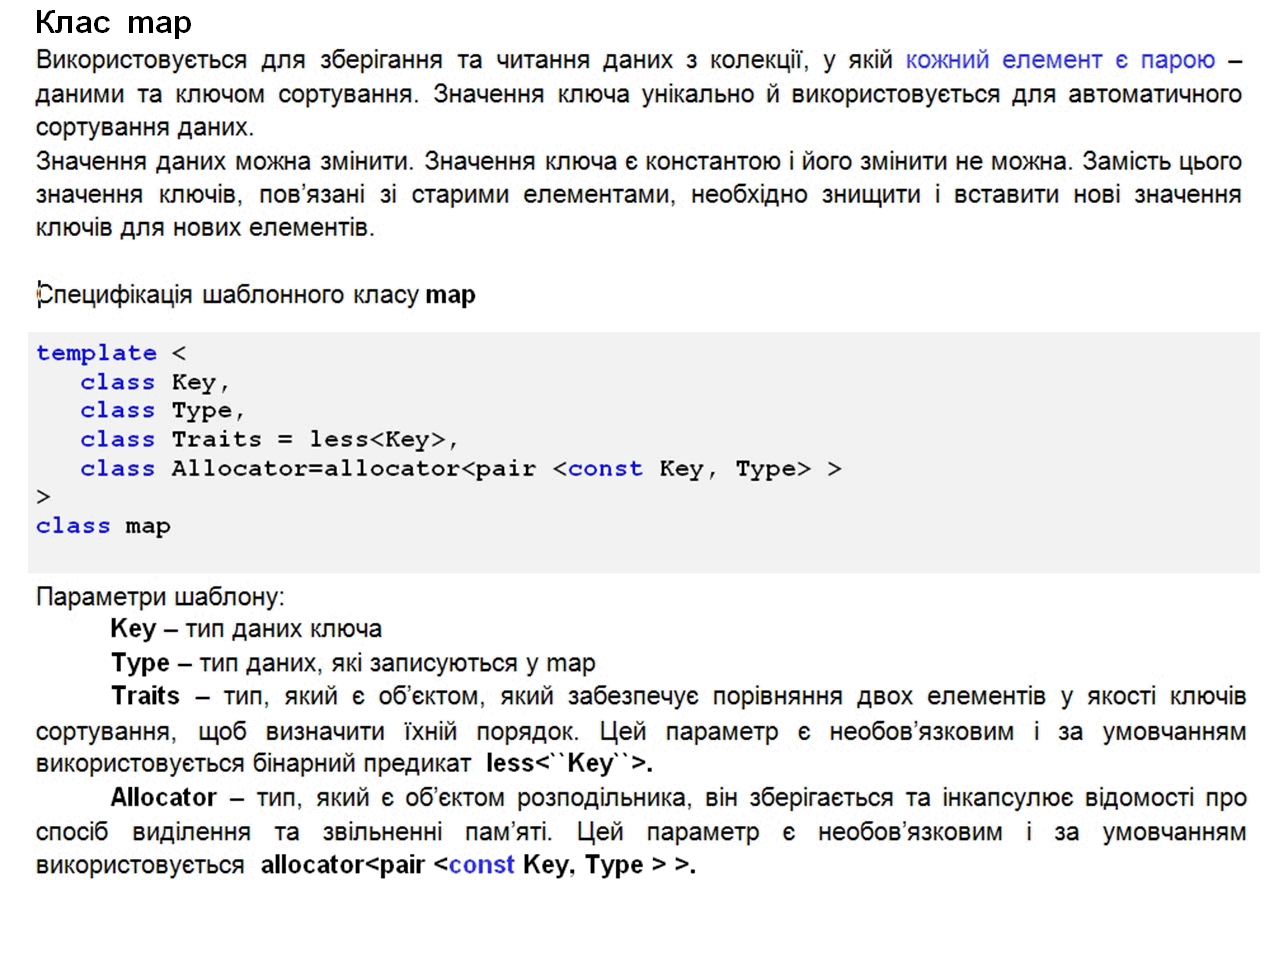 Клас map
Використовується для зберігання та читання даних з колекції, у якій кожний елемент є парою –
даними та ключом сортування. Значення ключа унікально й використовується для автоматичного
сортування даних.
Значення даних можна змінити. Значення ключа є константою і його змінити не можна. Замість цього
значення ключів, пов’язані зі старими елементами, необхідно знищити і вставити нові значення
ключів для нових елементів.
Специфікація шаблонного класу map
template <
class Key,
class Type,
class Traits = less<Key>,
class Allocator=allocator<pair <const Key, Type> >
>
class map
Параметри шаблону:
Key – тип даних ключа
Type – тип даних, які записуються у map
Traits – тип, який є об’єктом, який забезпечує порівняння двох елементів у якості ключів
сортування, щоб визначити їхній порядок. Цей параметр є необов’язковим і за умовчанням
використовується бінарний предикат less<``Key``>.
Allocator – тип, який є об’єктом розподільника, він зберігається та інкапсулює відомості про
спосіб виділення та звільненні пам’яті. Цей параметр є необов’язковим і за умовчанням
використовується allocator<pair <const Key, Type > >.